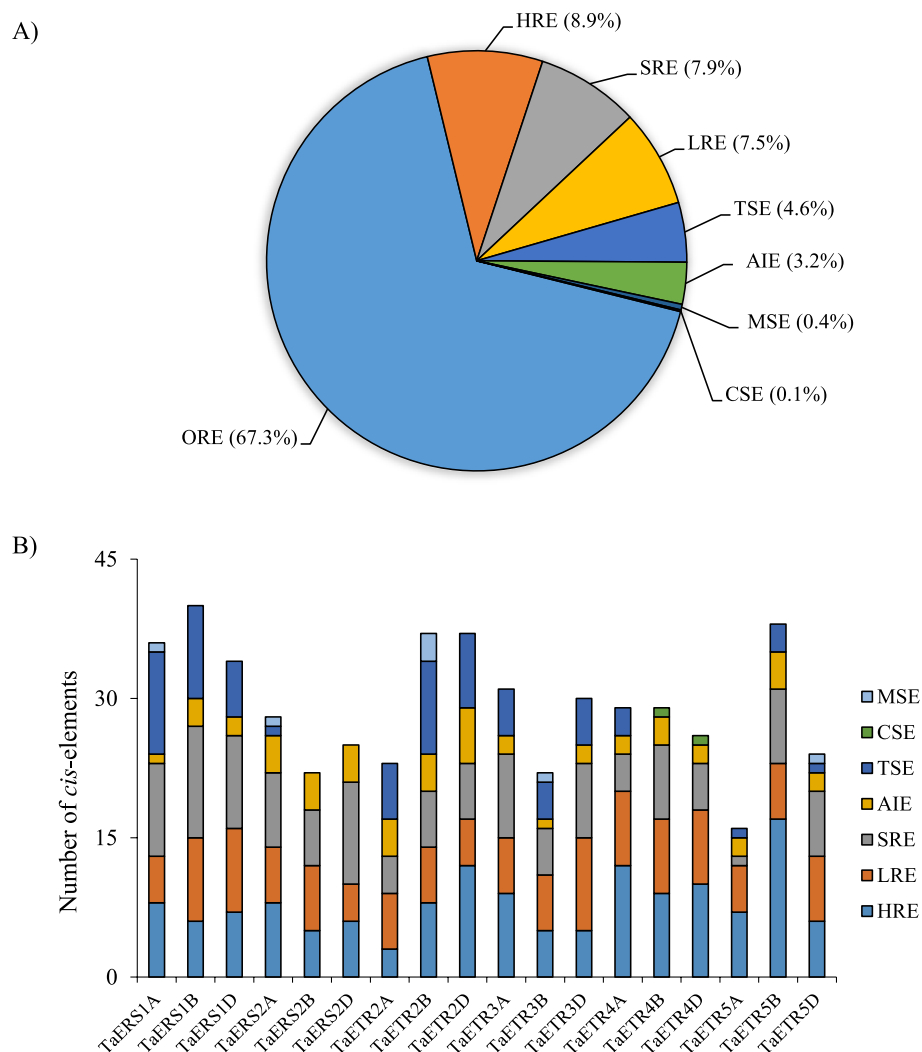 A)
HRE (8.9%)
SRE (7.9%)
LRE (7.5%)
TSE (4.6%)
AIE (3.2%)
MSE (0.4%)
CSE (0.1%)
ORE (67.3%)
B)
Number of cis-elements
45
30
15
0
TaERS1A
TaERS1B
TaERS1D
TaERS2A
TaERS2B
TaERS2D
TaETR2A
TaETR2B
TaETR2D
TaETR3A
TaETR3B
TaETR3D
TaETR4A
TaETR4B
TaETR4D
TaETR5A
TaETR5B
TaETR5D
MSE
CSE
TSE
AIE
SRE
LRE
HRE